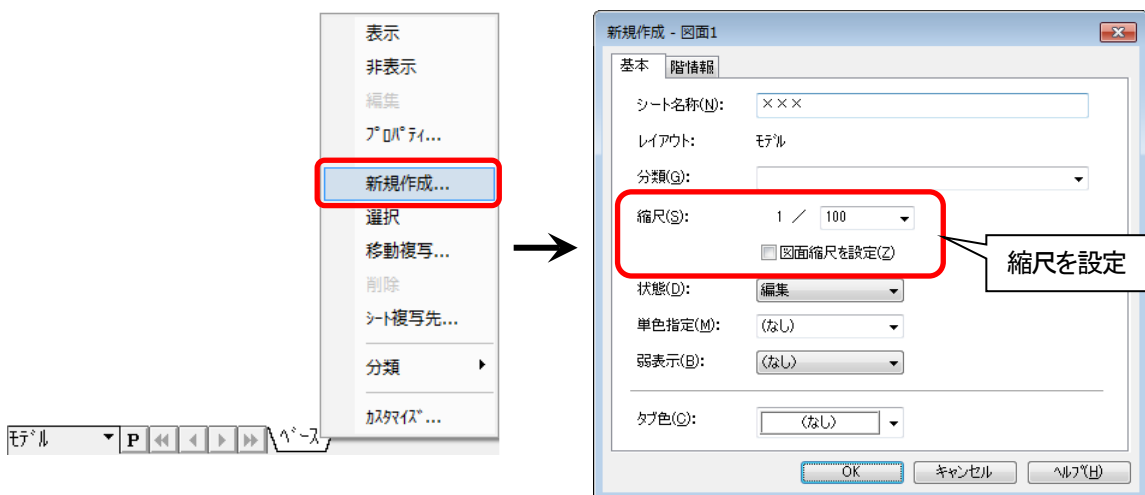 表示
非表示
編集
ﾌﾟﾛﾊﾟﾃｨ...
新規作成...
選択
移動複写...
削除
ｼｰﾄ複写先...
分類
ｶｽﾀﾏｲｽﾞ...
ﾓﾃﾞﾙ
P
ﾍﾞｰｽ
新規作成 - 図面1
基本 階情報
シート名称(N): ×××
レイアウト: ﾓﾃﾞﾙ
分類(G):
縮尺(S): 1 ／ 100
図面縮尺を設定(Z)
縮尺を設定
状態(D): 編集
単色指定(M): (なし)
弱表示(B): (なし)
タブ色(C): (なし)
OK キャンセル ﾍﾙﾌﾟ(H)